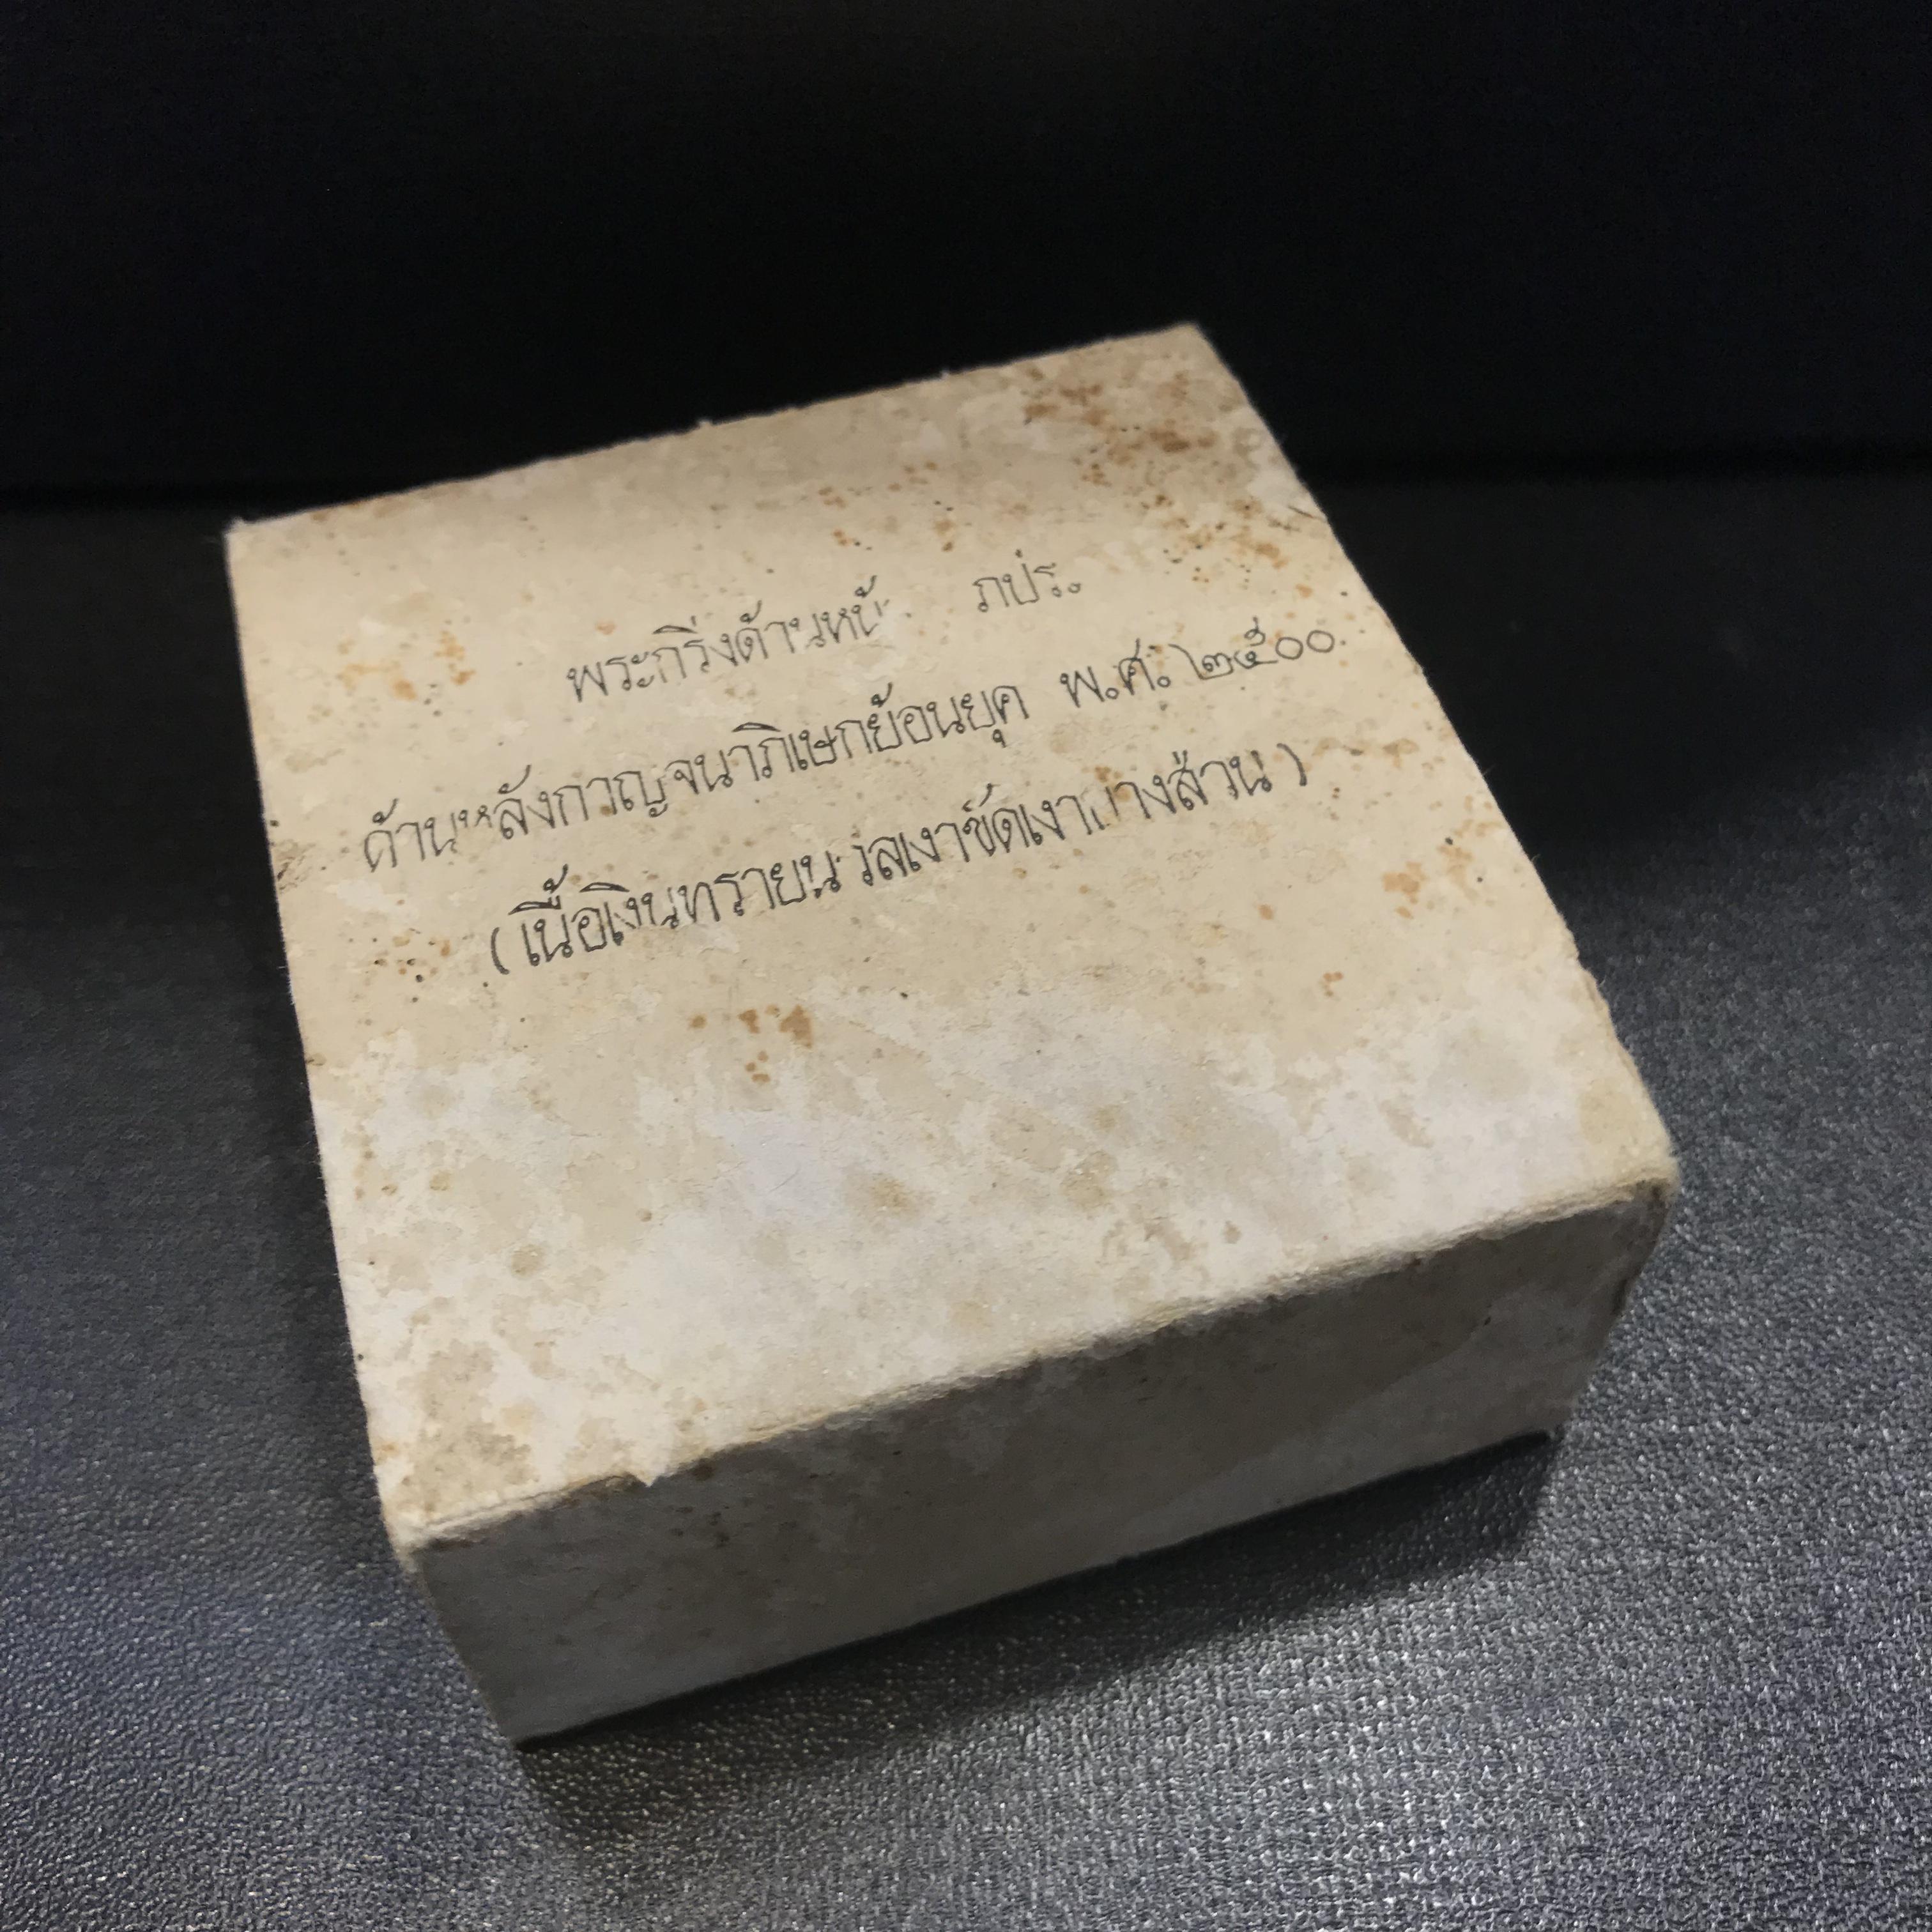 พระกริ่งด้านหน้า ภปร.
ด้านหลังกาญจนาภิเษกย้อนยุค พ.ศ. ๒๕๐๐
(เนื้อเงินทรายนวลเงาขัดเงาบางส่วน)